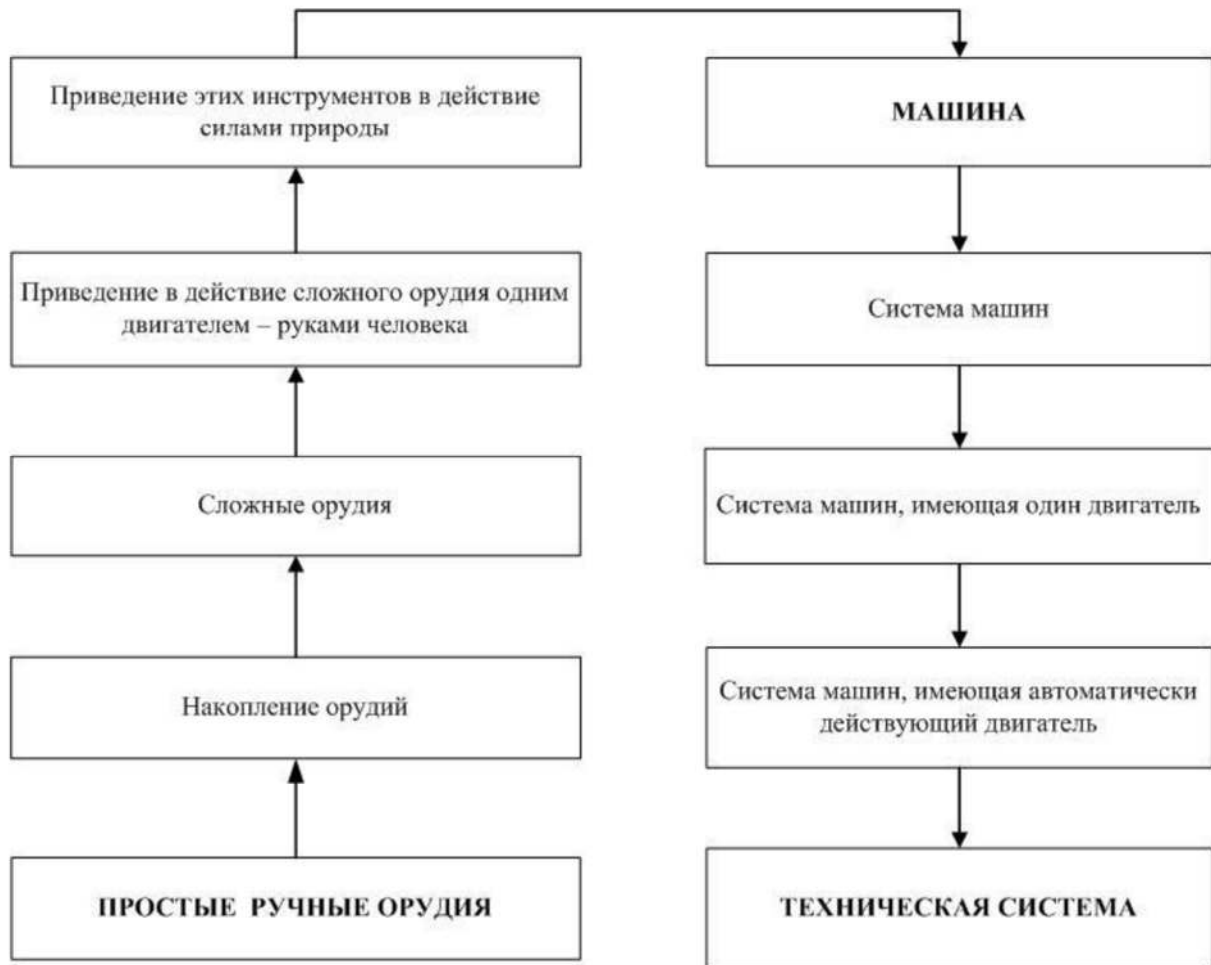 Приведение этих инструментов в действие
силами природы
МАШИНА
Приведение в действие сложного орудия одним
двигателем – руками человека
Система машин
Сложные орудия
Система машин, имеющая один двигатель
Накопление орудий
Система машин, имеющая автоматически
действующий двигатель
ПРОСТЫЕ РУЧНЫЕ ОРУДИЯ
ТЕХНИЧЕСКАЯ СИСТЕМА